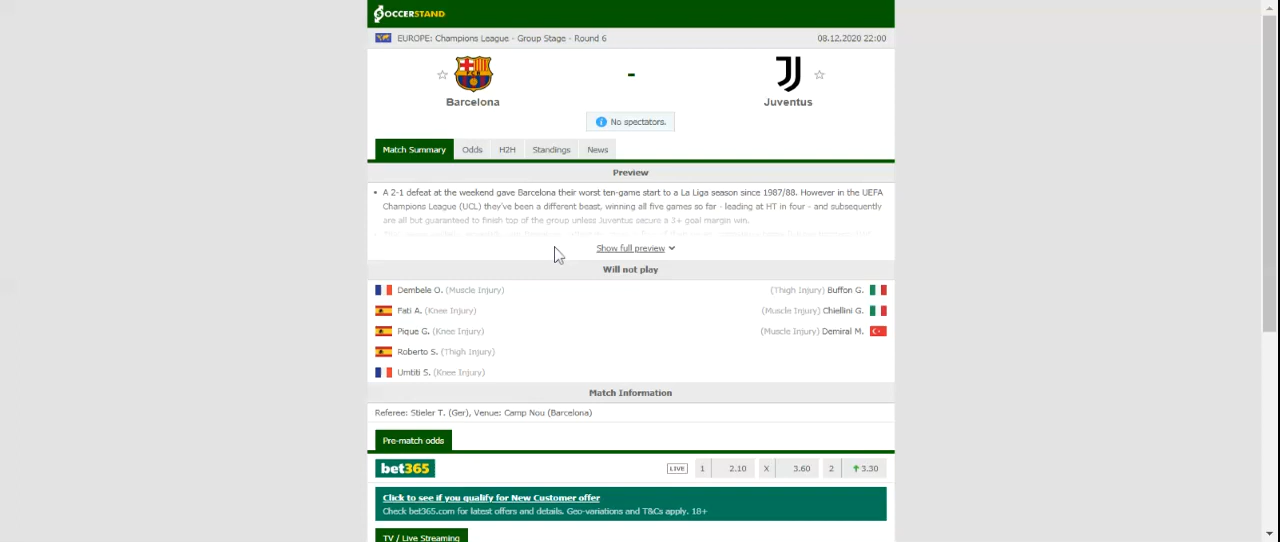 SOCCERSTAND
EUROPE: Champions League - Group Stage - Round 6 08.12.2020 22:00
-
Barcelona Juventus
No spectators.
Match Summary Odds H2H Standings News
Preview
A 2-1 defeat at the weekend gave Barcelona their worst ten-game start to a La Liga season since 1987/88. However in the UEFA
Champions League (UCL) they've been a different beast, winning all five games so far - leading at HT in four - and subsequently
are all but guaranteed to finish top of the group unless Juventus secure a 3+ goal margin win.
Show full preview
Will not play
Dembele O. (Muscle Injury) (Thigh Injury) Buffon G.
Fati A. (Knee Injury) (Muscle Injury) Chiellini G.
Pique G. (Knee Injury) (Muscle Injury) Demiral M.
Roberto S. (Thigh Injury)
Umtiti S. (Knee Injury)
Match Information
Referee: Stieler T. (Ger), Venue: Camp Nou (Barcelona)
Pre-match odds
bet365 LIVE 1 2.10 X 3.60 2 3.30
Click to see if you qualify for New Customer offer
Check bet365.com for latest offers and details. Geo-variations and T&Cs apply. 18+
TV / Live Streaming